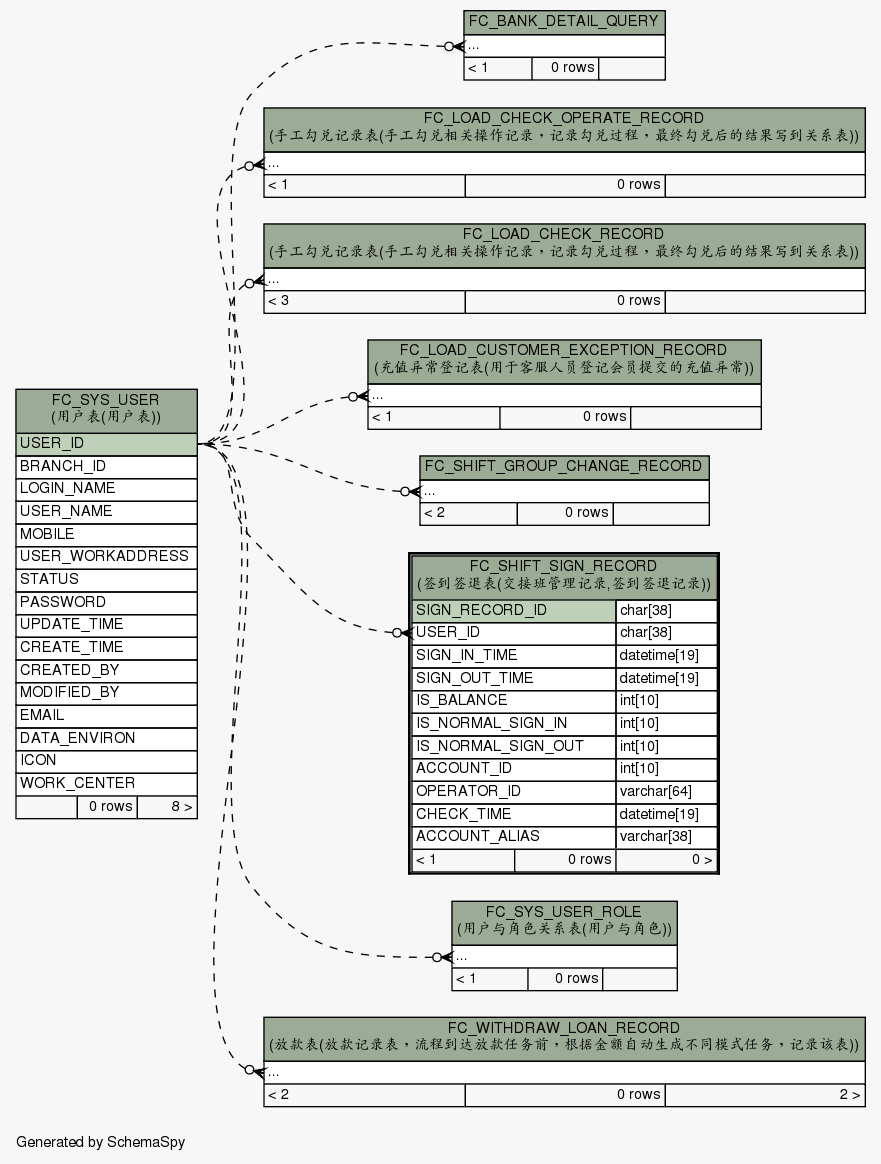 FC_BANK_DETAIL_QUERY
...
< 1 0 rows
FC_LOAD_CHECK_OPERATE_RECORD
(手工勾兑记录表(手工勾兑相关操作记录，记录勾兑过程，最终勾兑后的结果写到关系表))
...
< 1 0 rows
FC_LOAD_CHECK_RECORD
(手工勾兑记录表(手工勾兑相关操作记录，记录勾兑过程，最终勾兑后的结果写到关系表))
...
< 3 0 rows
FC_LOAD_CUSTOMER_EXCEPTION_RECORD
(充值异常登记表(用于客服人员登记会员提交的充值异常))
...
< 1 0 rows
FC_SYS_USER
(用户表(用户表))
USER_ID
BRANCH_ID
LOGIN_NAME
USER_NAME
MOBILE
USER_WORKADDRESS
STATUS
PASSWORD
UPDATE_TIME
CREATE_TIME
CREATED_BY
MODIFIED_BY
EMAIL
DATA_ENVIRON
ICON
WORK_CENTER
0 rows 8 >
FC_SHIFT_GROUP_CHANGE_RECORD
...
< 2 0 rows
FC_SHIFT_SIGN_RECORD
(签到签退表(交接班管理记录,签到签退记录))
SIGN_RECORD_ID char[38]
USER_ID char[38]
SIGN_IN_TIME datetime[19]
SIGN_OUT_TIME datetime[19]
IS_BALANCE int[10]
IS_NORMAL_SIGN_IN int[10]
IS_NORMAL_SIGN_OUT int[10]
ACCOUNT_ID int[10]
OPERATOR_ID varchar[64]
CHECK_TIME datetime[19]
ACCOUNT_ALIAS varchar[38]
< 1 0 rows 0 >
FC_SYS_USER_ROLE
(用户与角色关系表(用户与角色))
...
< 1 0 rows
FC_WITHDRAW_LOAN_RECORD
(放款表(放款记录表，流程到达放款任务前，根据金额自动生成不同模式任务，记录该表))
...
< 2 0 rows 2 >
Generated by SchemaSpy